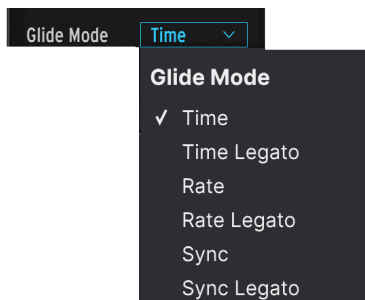 Glide Mode Time
Glide Mode
✓ Time
Time Legato
Rate
Rate Legato
Sync
Sync Legato